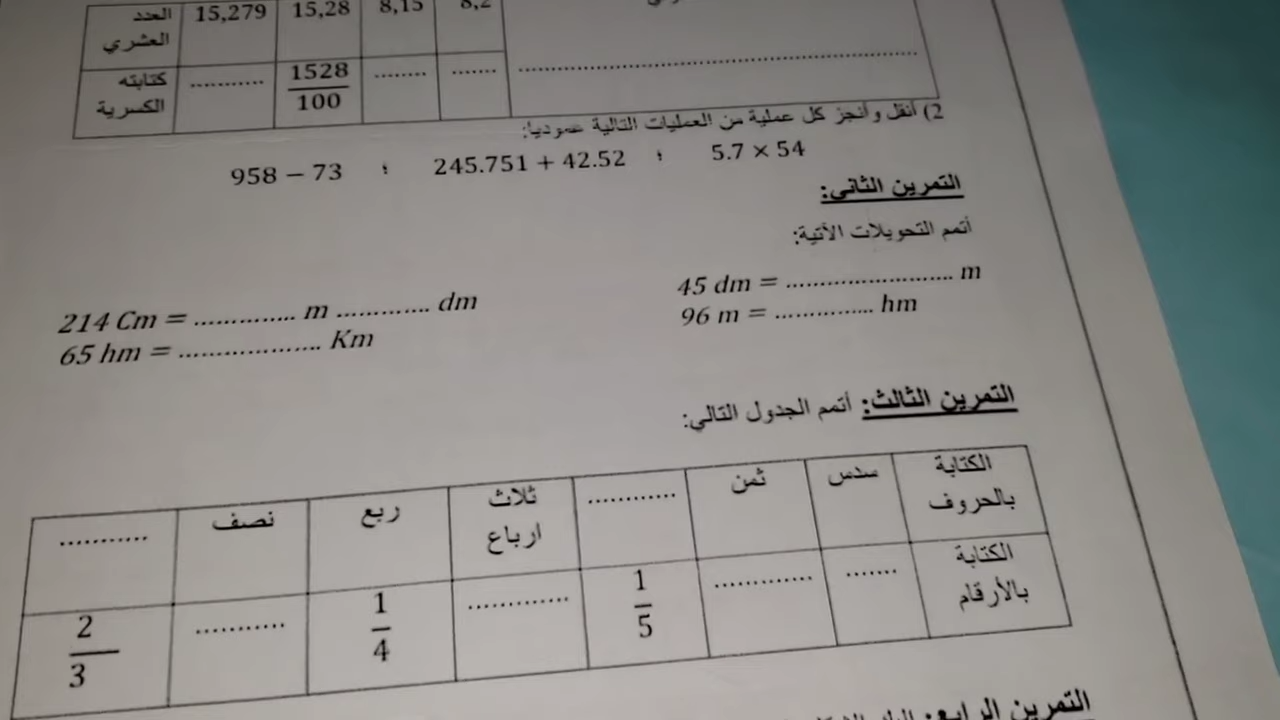 العدد العشري 15,279 15,28 8,15 8,2
كتابته الكسرية ........... 1528/100 ........ .......
2) أنقل وأنجز كل عملية من العمليات التالية عموديا:
5.7 × 54 ؛ 245.751 + 42.52 ؛ 958 − 73
التمرين الثاني:
أتمم التحويلات الآتية:
45 dm = ......................... m
214 Cm = .............. m ............. dm
96 m = ............... hm
65 hm = ..................... Km
التمرين الثالث: أتمم الجدول التالي:
الكتابة بالحروف سدس ثمن ............ ثلاث ارباع ربع نصف ............
الكتابة بالأرقام ....... ............. 1/5 ............. 1/4 ............ 2/3
التمرين الرابع: